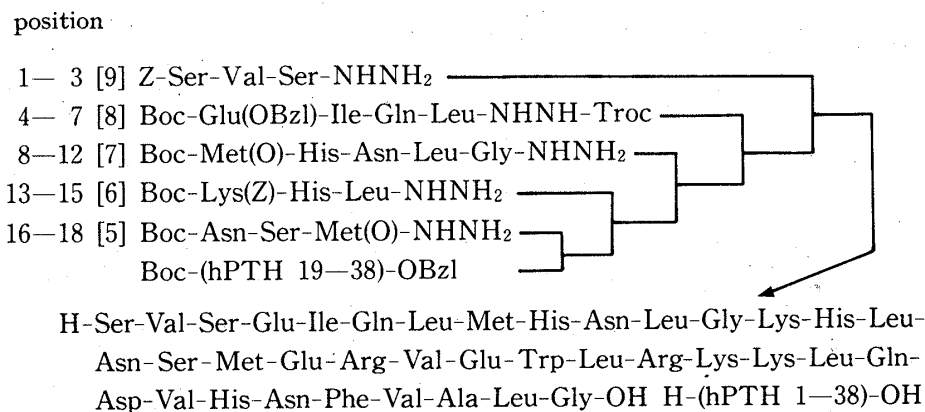 position
1— 3 [9] Z-Ser-Val-Ser-NHNH₂
4— 7 [8] Boc-Glu(OBzl)-Ile-Gln-Leu-NHNH-Troc
8—12 [7] Boc-Met(O)-His-Asn-Leu-Gly-NHNH₂
13—15 [6] Boc-Lys(Z)-His-Leu-NHNH₂
16—18 [5] Boc-Asn-Ser-Met(O)-NHNH₂
Boc-(hPTH 19—38)-OBzl
H-Ser-Val-Ser-Glu-Ile-Gln-Leu-Met-His-Asn-Leu-Gly-Lys-His-Leu-
Asn-Ser-Met-Glu-Arg-Val-Glu-Trp-Leu-Arg-Lys-Lys-Leu-Gln-
Asp-Val-His-Asn-Phe-Val-Ala-Leu-Gly-OH H-(hPTH 1—38)-OH